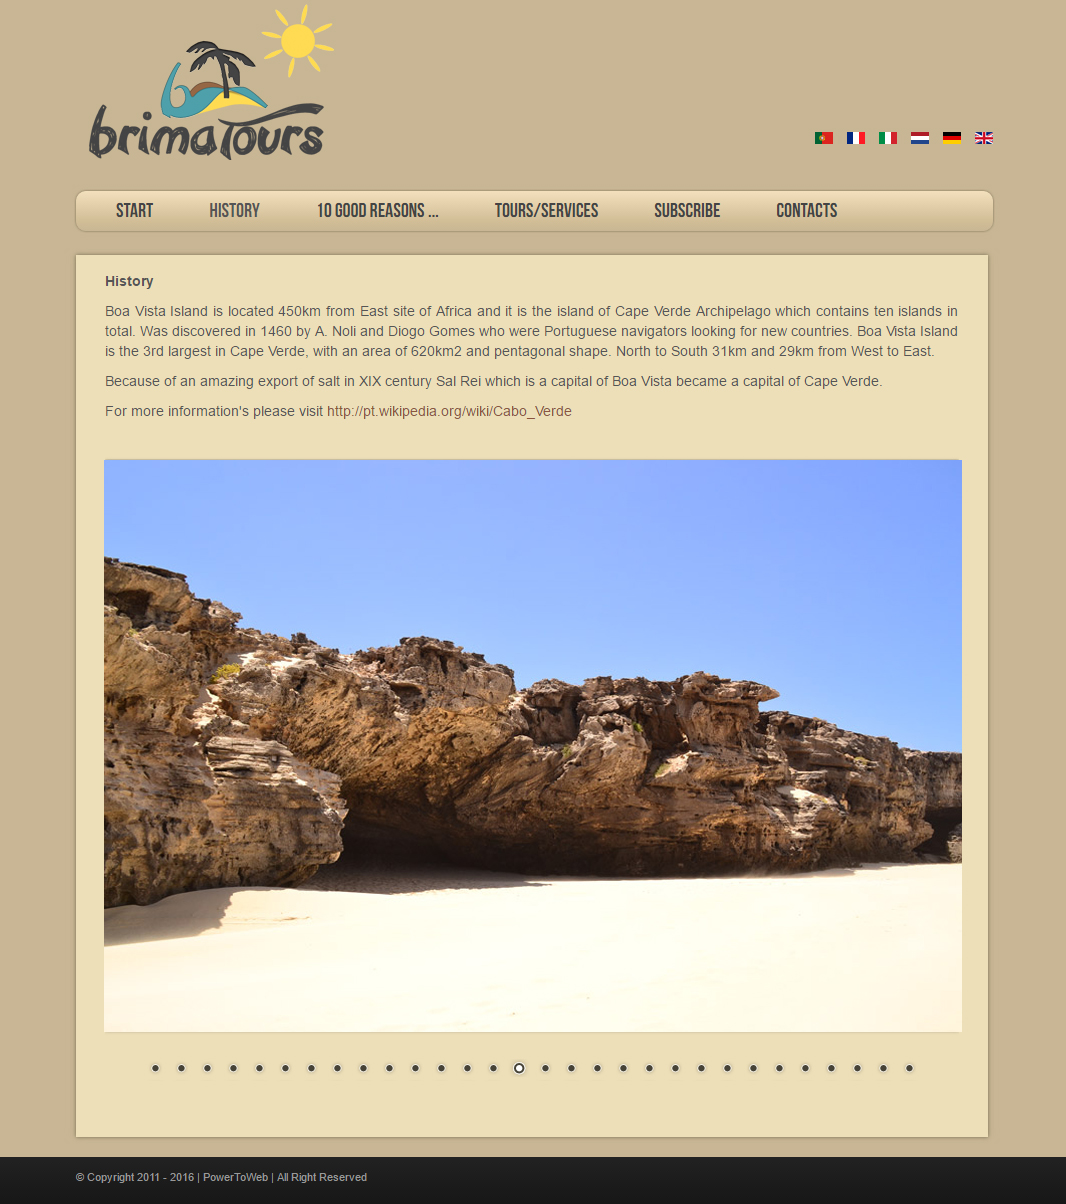 brimaTours
START HISTORY 10 GOOD REASONS ... TOURS/SERVICES SUBSCRIBE CONTACTS
History
Boa Vista Island is located 450km from East site of Africa and it is the island of Cape Verde Archipelago which contains ten islands in
total. Was discovered in 1460 by A. Noli and Diogo Gomes who were Portuguese navigators looking for new countries. Boa Vista Island
is the 3rd largest in Cape Verde, with an area of 620km2 and pentagonal shape. North to South 31km and 29km from West to East.
Because of an amazing export of salt in XIX century Sal Rei which is a capital of Boa Vista became a capital of Cape Verde.
For more information's please visit http://pt.wikipedia.org/wiki/Cabo_Verde
© Copyright 2011 - 2016 | PowerToWeb | All Right Reserved